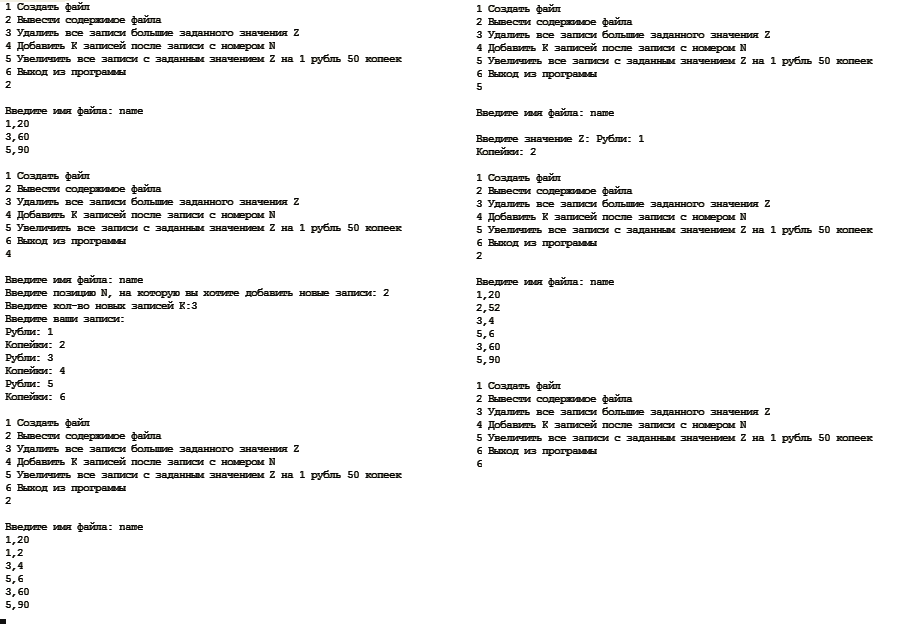 1 Создать файл
2 Вывести содержимое файла
3 Удалить все записи большие заданного значения Z
4 Добавить K записей после записи с номером N
5 Увеличить все записи с заданным значением Z на 1 рубль 50 копеек
6 Выход из программы
2
Введите имя файла: name
1,20
3,60
5,90
1 Создать файл
2 Вывести содержимое файла
3 Удалить все записи большие заданного значения Z
4 Добавить K записей после записи с номером N
5 Увеличить все записи с заданным значением Z на 1 рубль 50 копеек
6 Выход из программы
4
Введите имя файла: name
Введите позицию N, на которую вы хотите добавить новые записи: 2
Введите кол-во новых записей K:3
Введите ваши записи:
Рубли: 1
Копейки: 2
Рубли: 3
Копейки: 4
Рубли: 5
Копейки: 6
1 Создать файл
2 Вывести содержимое файла
3 Удалить все записи большие заданного значения Z
4 Добавить K записей после записи с номером N
5 Увеличить все записи с заданным значением Z на 1 рубль 50 копеек
6 Выход из программы
2
Введите имя файла: name
1,20
1,2
3,4
5,6
3,60
5,90
1 Создать файл
2 Вывести содержимое файла
3 Удалить все записи большие заданного значения Z
4 Добавить K записей после записи с номером N
5 Увеличить все записи с заданным значением Z на 1 рубль 50 копеек
6 Выход из программы
5
Введите имя файла: name
Введите значение Z: Рубли: 1
Копейки: 2
1 Создать файл
2 Вывести содержимое файла
3 Удалить все записи большие заданного значения Z
4 Добавить K записей после записи с номером N
5 Увеличить все записи с заданным значением Z на 1 рубль 50 копеек
6 Выход из программы
2
Введите имя файла: name
1,20
2,52
3,4
5,6
3,60
5,90
1 Создать файл
2 Вывести содержимое файла
3 Удалить все записи большие заданного значения Z
4 Добавить K записей после записи с номером N
5 Увеличить все записи с заданным значением Z на 1 рубль 50 копеек
6 Выход из программы
6